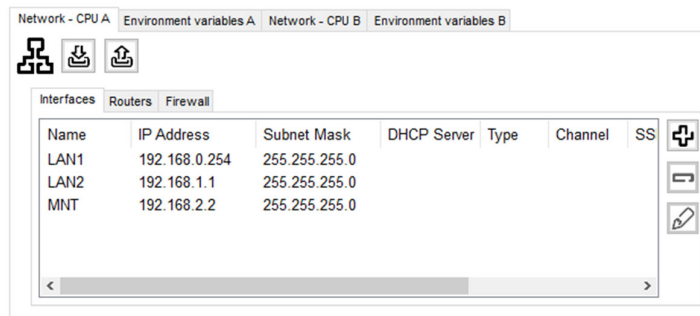 Network - CPU A Environment variables A Network - CPU B Environment variables B
Interfaces Routers Firewall
Name IP Address Subnet Mask DHCP Server Type Channel SS
LAN1 192.168.0.254 255.255.255.0
LAN2 192.168.1.1 255.255.255.0
MNT 192.168.2.2 255.255.255.0